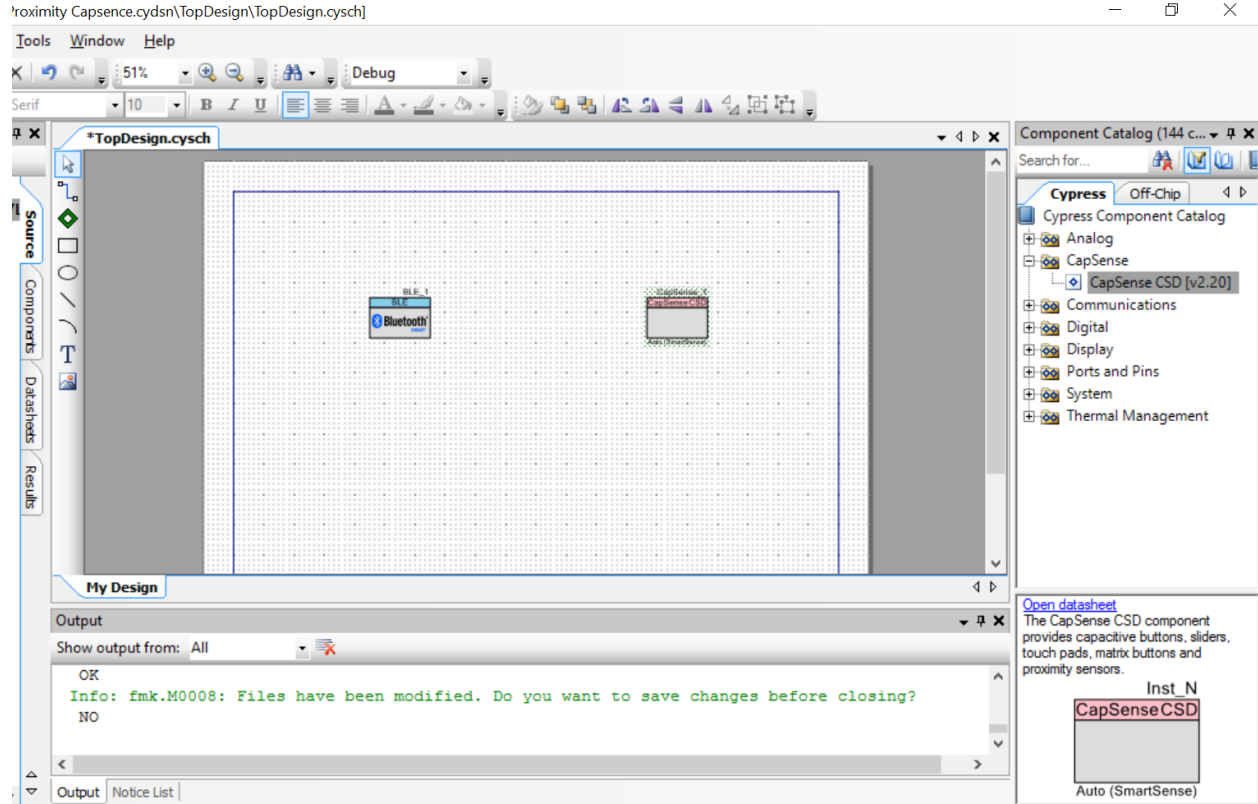 Proximity Capsence.cydsn\TopDesign\TopDesign.cysch]
Tools Window Help
51% Debug
Serif 10 B I U A
*TopDesign.cysch
Component Catalog (144 c...
Search for...
Cypress Off-Chip
Cypress Component Catalog
Analog
CapSense
CapSense CSD [v2.20]
Communications
Digital
Display
Ports and Pins
System
Thermal Management
Source
Components
Datasheets
Results
T
BLE_1
BLE
Bluetooth
SMART
CapSense_1
CapSense CSD
Auto (SmartSense)
My Design
Output
Show output from: All
OK
Info: fmk.M0008: Files have been modified. Do you want to save changes before closing?
NO
Output Notice List
Open datasheet
The CapSense CSD component
provides capacitive buttons, sliders,
touch pads, matrix buttons and
proximity sensors.
Inst_N
CapSense CSD
Auto (SmartSense)